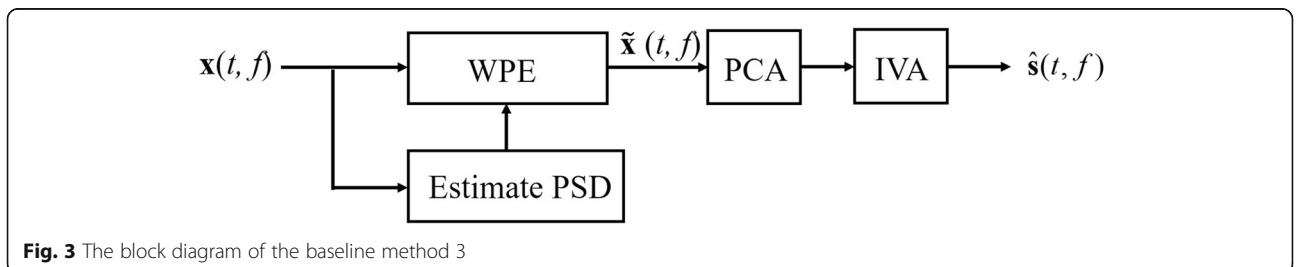 x(t, f) WPE x̃ (t, f) PCA IVA ŝ(t, f)
Estimate PSD
Fig. 3 The block diagram of the baseline method 3